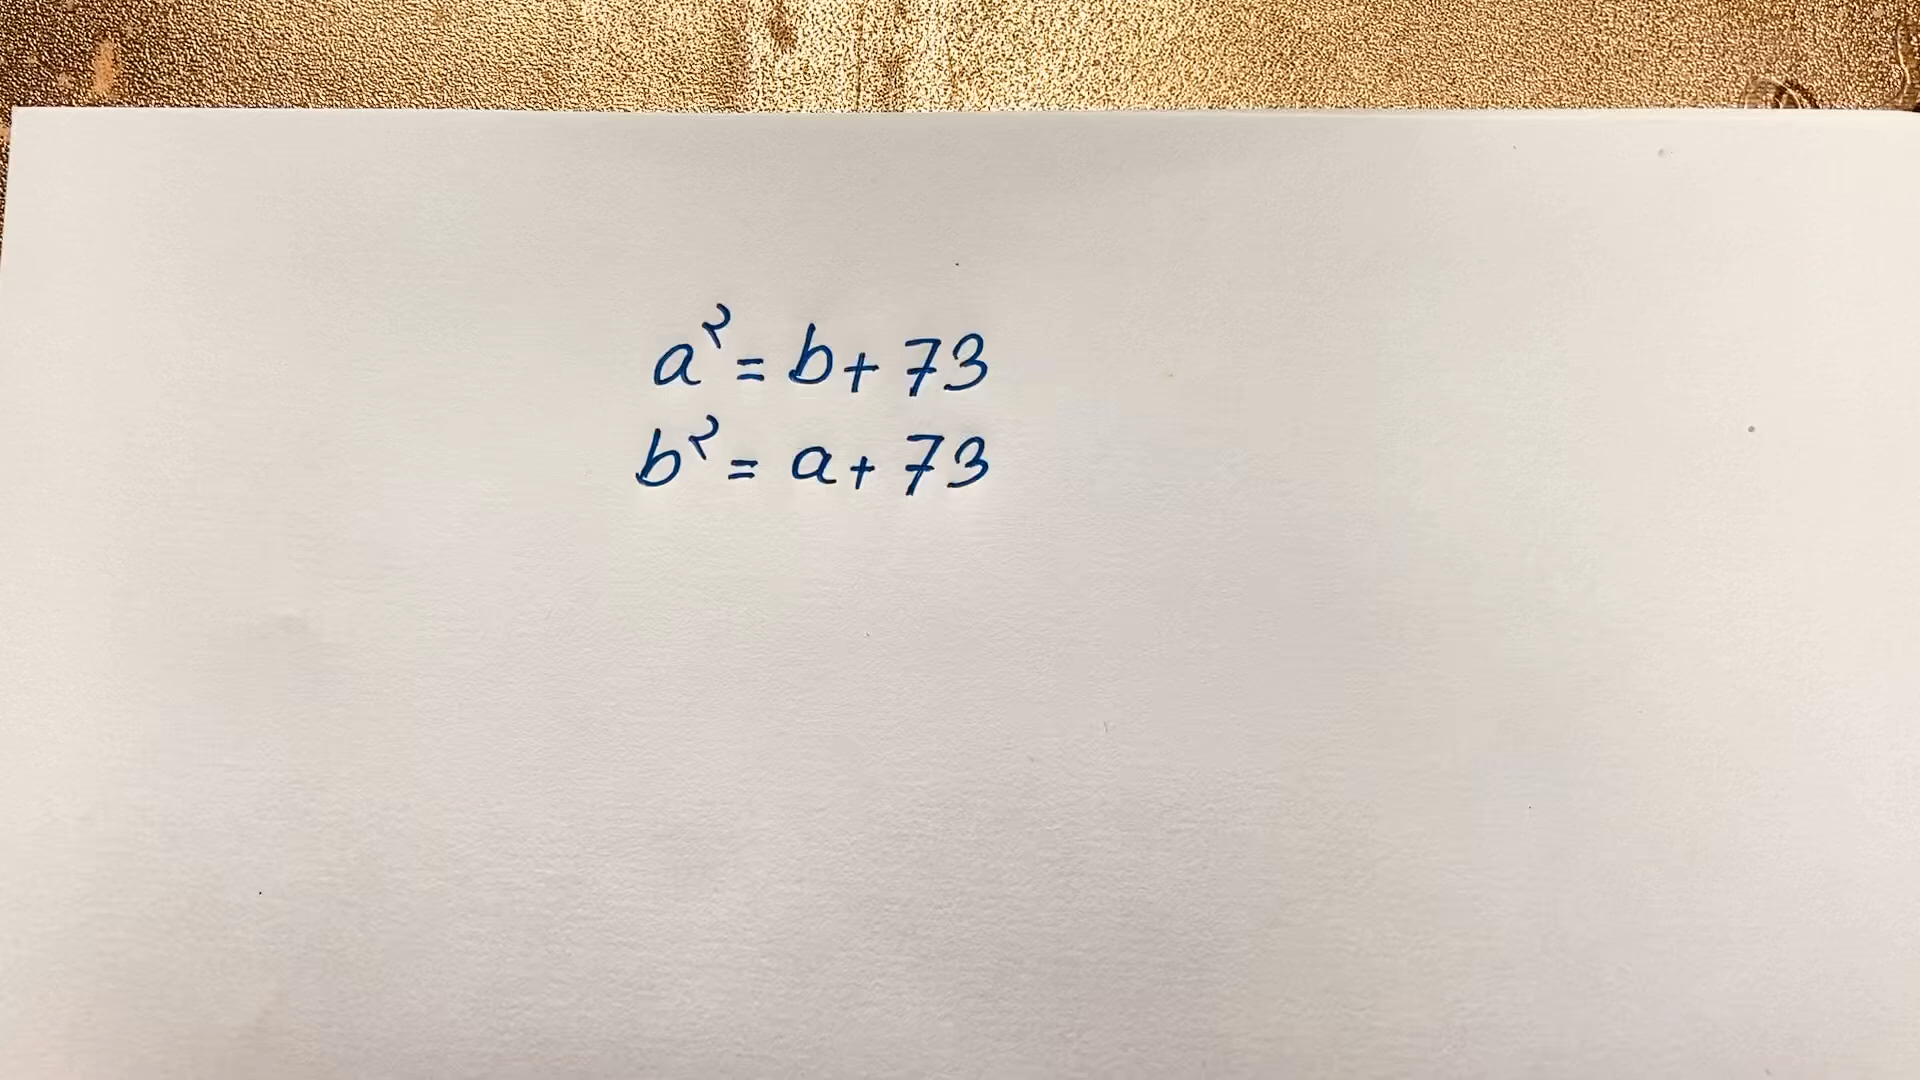 a² = b + 73
b² = a + 73